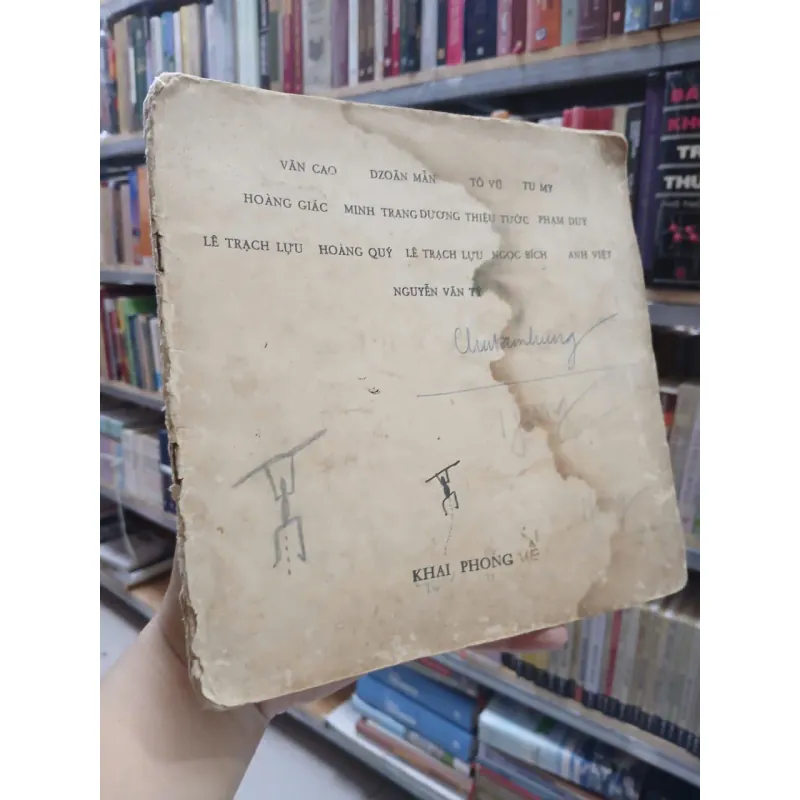 VĂN CAO DZOÃN MẪN TÔ VŨ TU MY
HOÀNG GIÁC MINH TRANG DƯƠNG THIỆU TƯỚC PHẠM DUY
LÊ TRẠCH LỰU HOÀNG QUÝ LÊ TRẠCH LỰU NGỌC BÍCH ANH VIỆT
NGUYỄN VĂN TÝ
KHAI PHONG